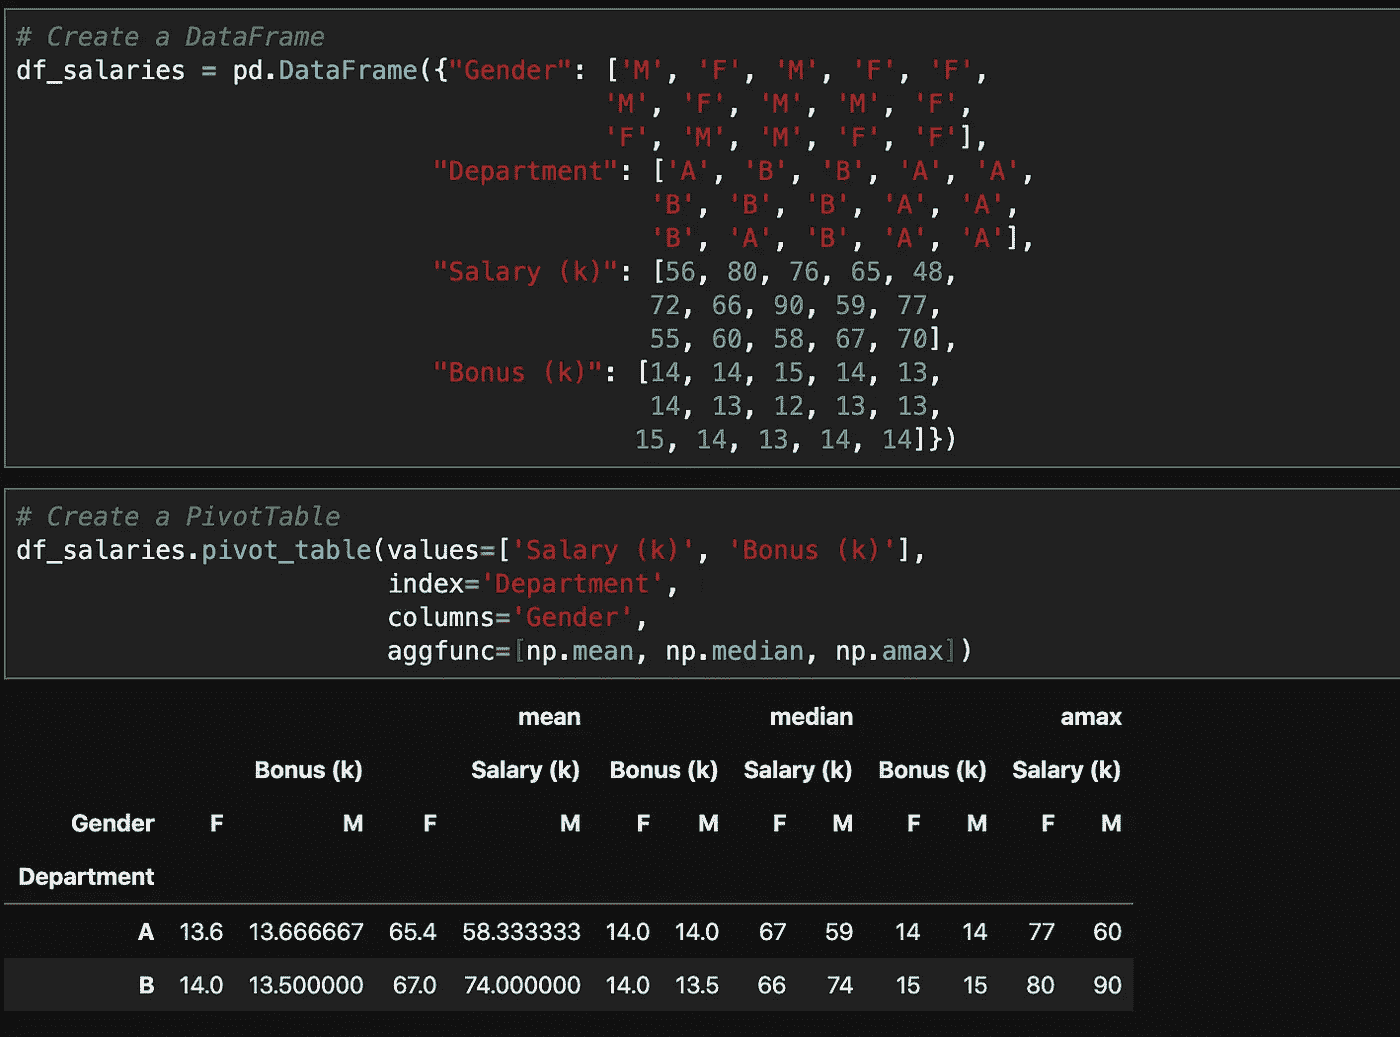 # Create a DataFrame
df_salaries = pd.DataFrame({"Gender": ['M', 'F', 'M', 'F', 'F',
'M', 'F', 'M', 'M', 'F',
'F', 'M', 'M', 'F', 'F'],
"Department": ['A', 'B', 'B', 'A', 'A',
'B', 'B', 'B', 'A', 'A',
'B', 'A', 'B', 'A', 'A'],
"Salary (k)": [56, 80, 76, 65, 48,
72, 66, 90, 59, 77,
55, 60, 58, 67, 70],
"Bonus (k)": [14, 14, 15, 14, 13,
14, 13, 12, 13, 13,
15, 14, 13, 14, 14]})
# Create a PivotTable
df_salaries.pivot_table(values=['Salary (k)', 'Bonus (k)'],
index='Department',
columns='Gender',
aggfunc=[np.mean, np.median, np.amax])
mean median amax
Bonus (k) Salary (k) Bonus (k) Salary (k) Bonus (k) Salary (k)
Gender F M F M F M F M F M F M
Department
A 13.6 13.666667 65.4 58.333333 14.0 14.0 67 59 14 14 77 60
B 14.0 13.500000 67.0 74.000000 14.0 13.5 66 74 15 15 80 90